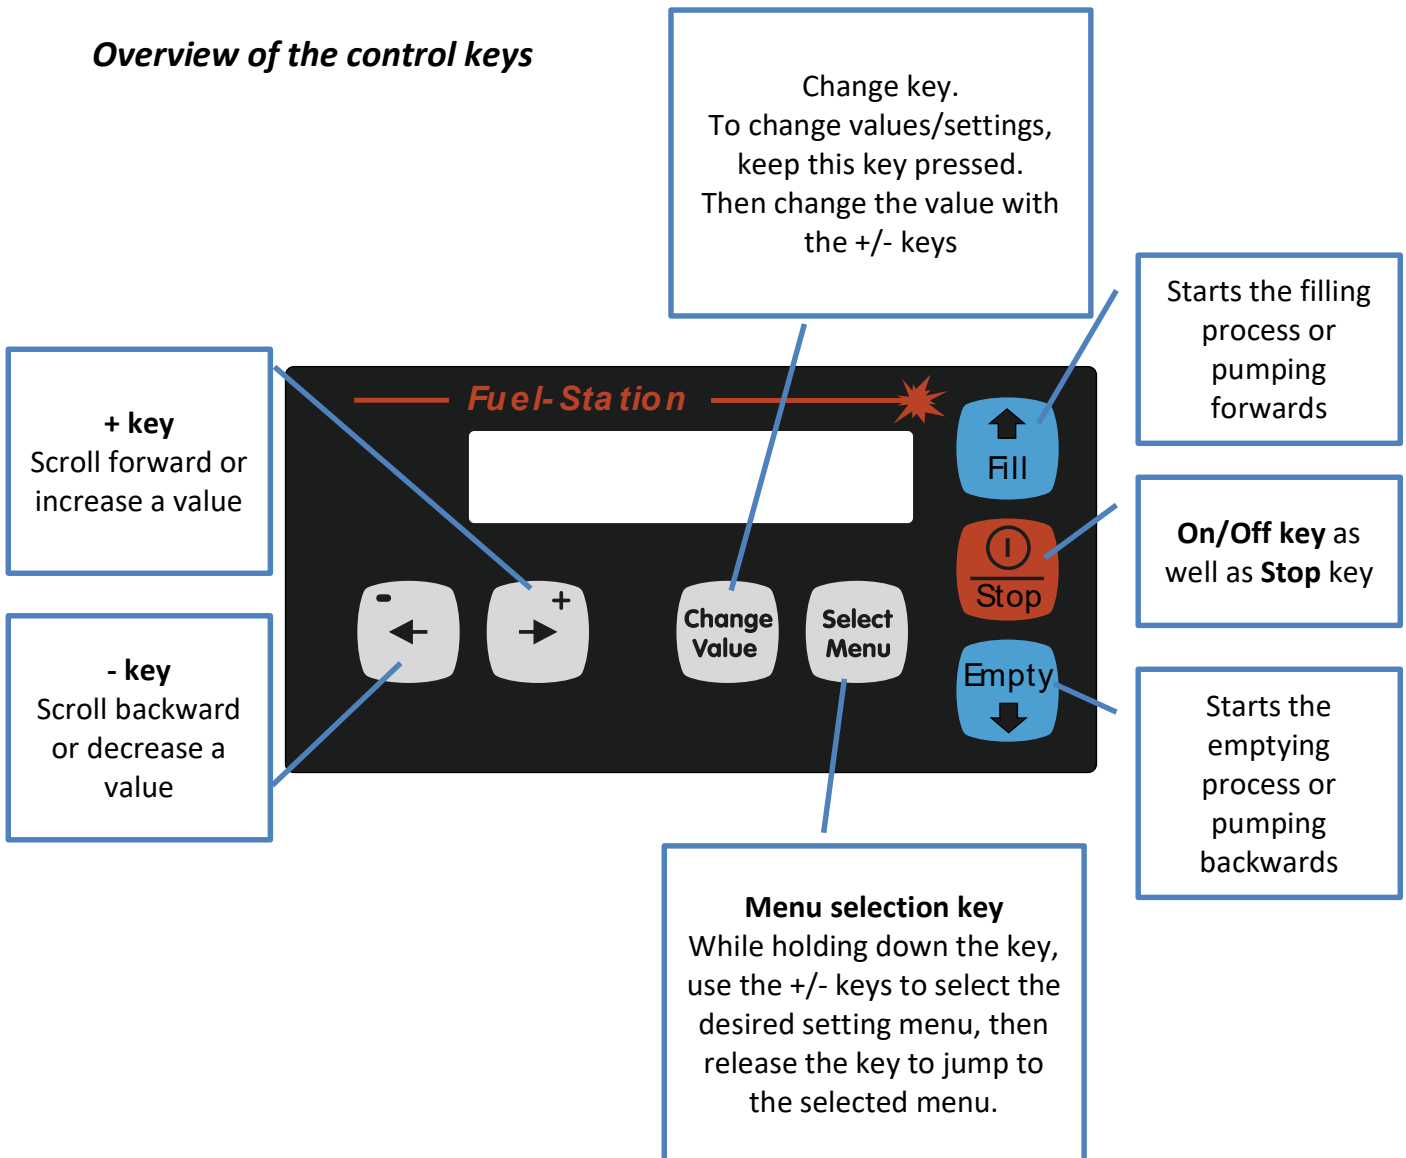 Overview of the control keys
Change key.
To change values/settings,
keep this key pressed.
Then change the value with
the +/- keys
Starts the filling
process or
pumping
forwards
+ key
Scroll forward or
increase a value
Fuel-Station
Fill
On/Off key as
well as Stop key
Stop
- key
Scroll backward
or decrease a
value
-
+
Change
Value
Select
Menu
Empty
Starts the
emptying
process or
pumping
backwards
Menu selection key
While holding down the key,
use the +/- keys to select the
desired setting menu, then
release the key to jump to
the selected menu.